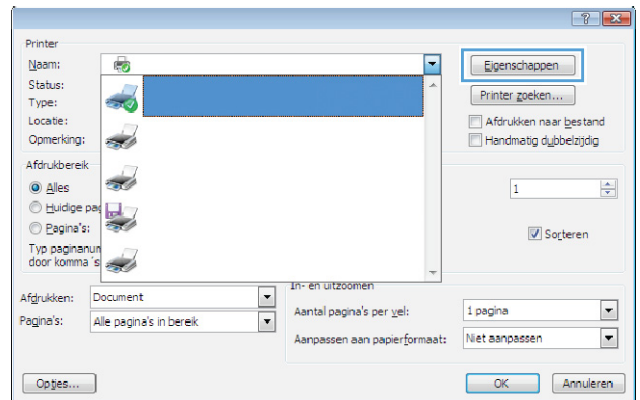 Printer
Naam:
Eigenschappen
Status:
Type:
Printer zoeken...
Locatie:
Afdrukken naar bestand
Opmerking:
Handmatig dubbelzijdig
Afdrukbereik
Alles
1
Huidige pag
Pagina's:
Sorteren
Typ paginanum
door komma´s
In- en uitzoomen
Afdrukken: Document
Aantal pagina's per vel: 1 pagina
Pagina's: Alle pagina's in bereik
Aanpassen aan papierformaat: Niet aanpassen
Opties...
OK
Annuleren